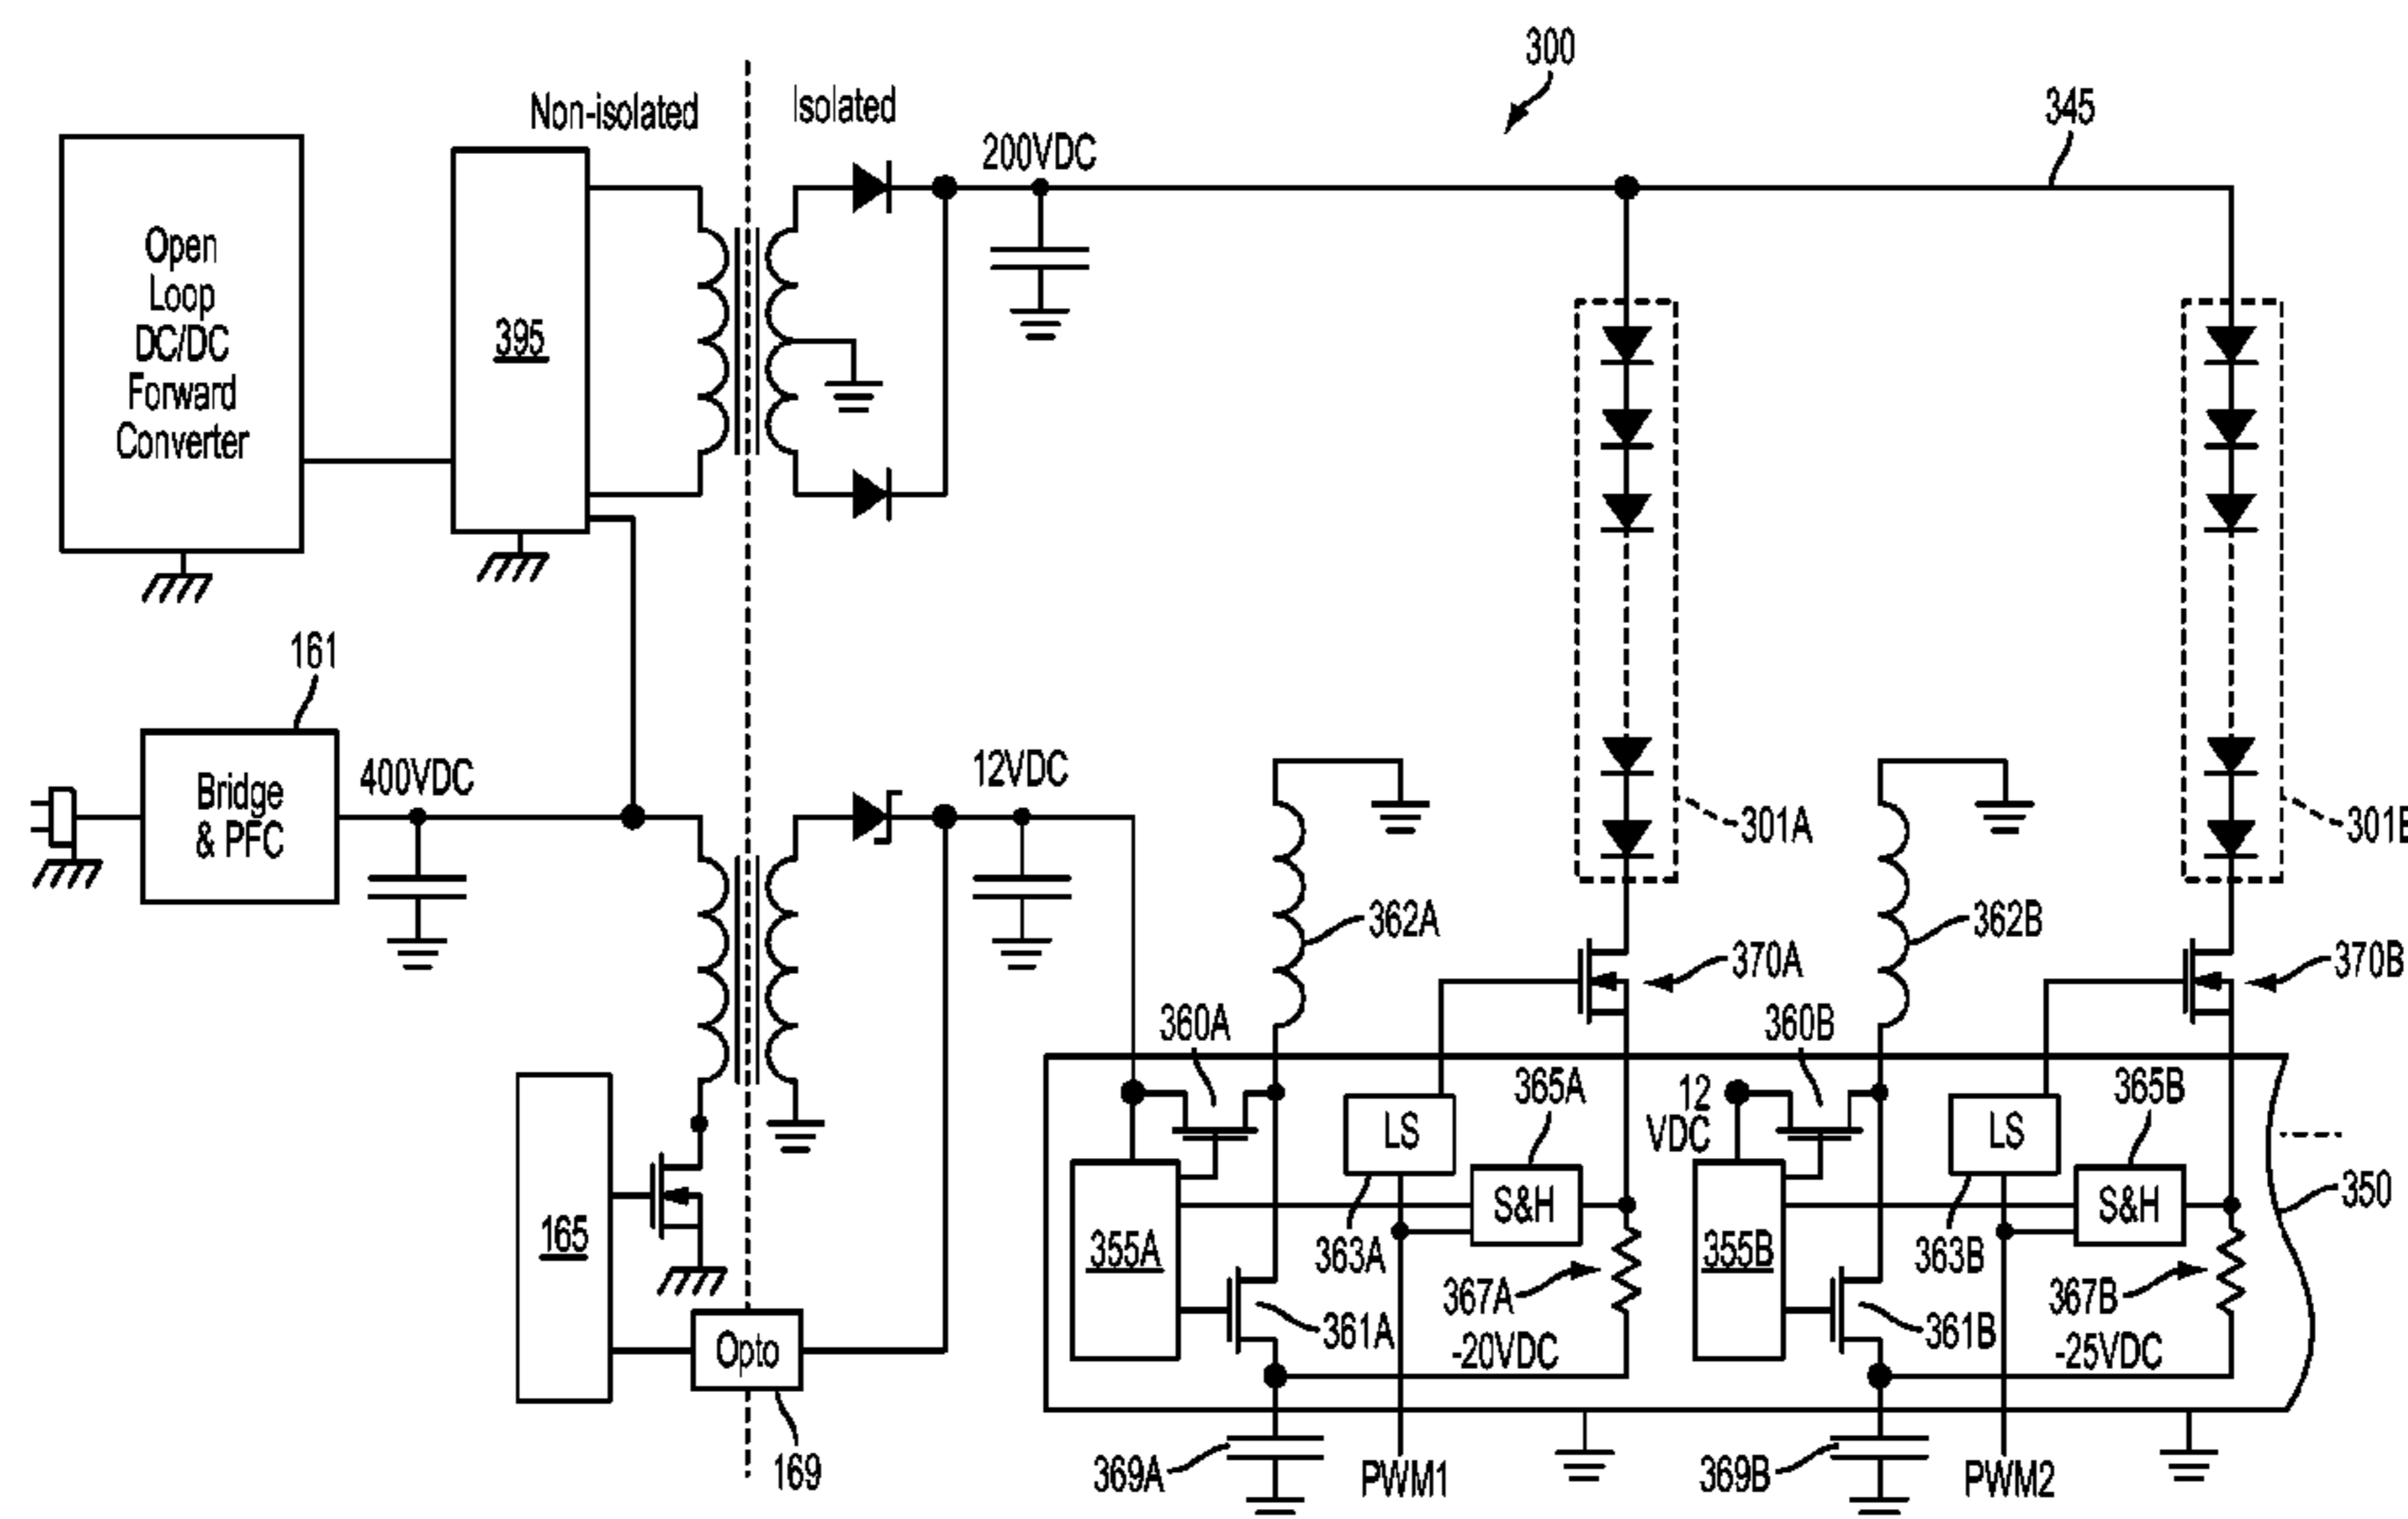 300
Non-isolated
Isolated
345
200VDC
Open
Loop
DC/DC
Forward
Converter
395
161
Bridge
& PFC
400VDC
12VDC
301A
301B
362A
362B
370A
370B
360A
360B
12
VDC
LS
365A
LS
365B
165
355A
363A
S&H
355B
363B
S&H
350
367A
361A
-20VDC
367B
361B
-25VDC
Opto
169
369A
PWM1
369B
PWM2